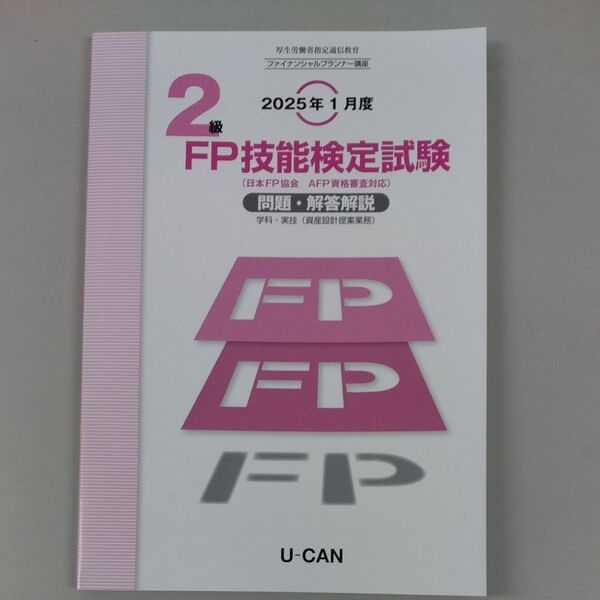 厚生労働省指定通信教育
ファイナンシャルプランナー講座
2級
2025年1月度
FP技能検定試験
(日本FP協会 AFP資格審査対応)
問題・解答解説
学科・実技(資産設計提案業務)
FP
FP
FP
U-CAN